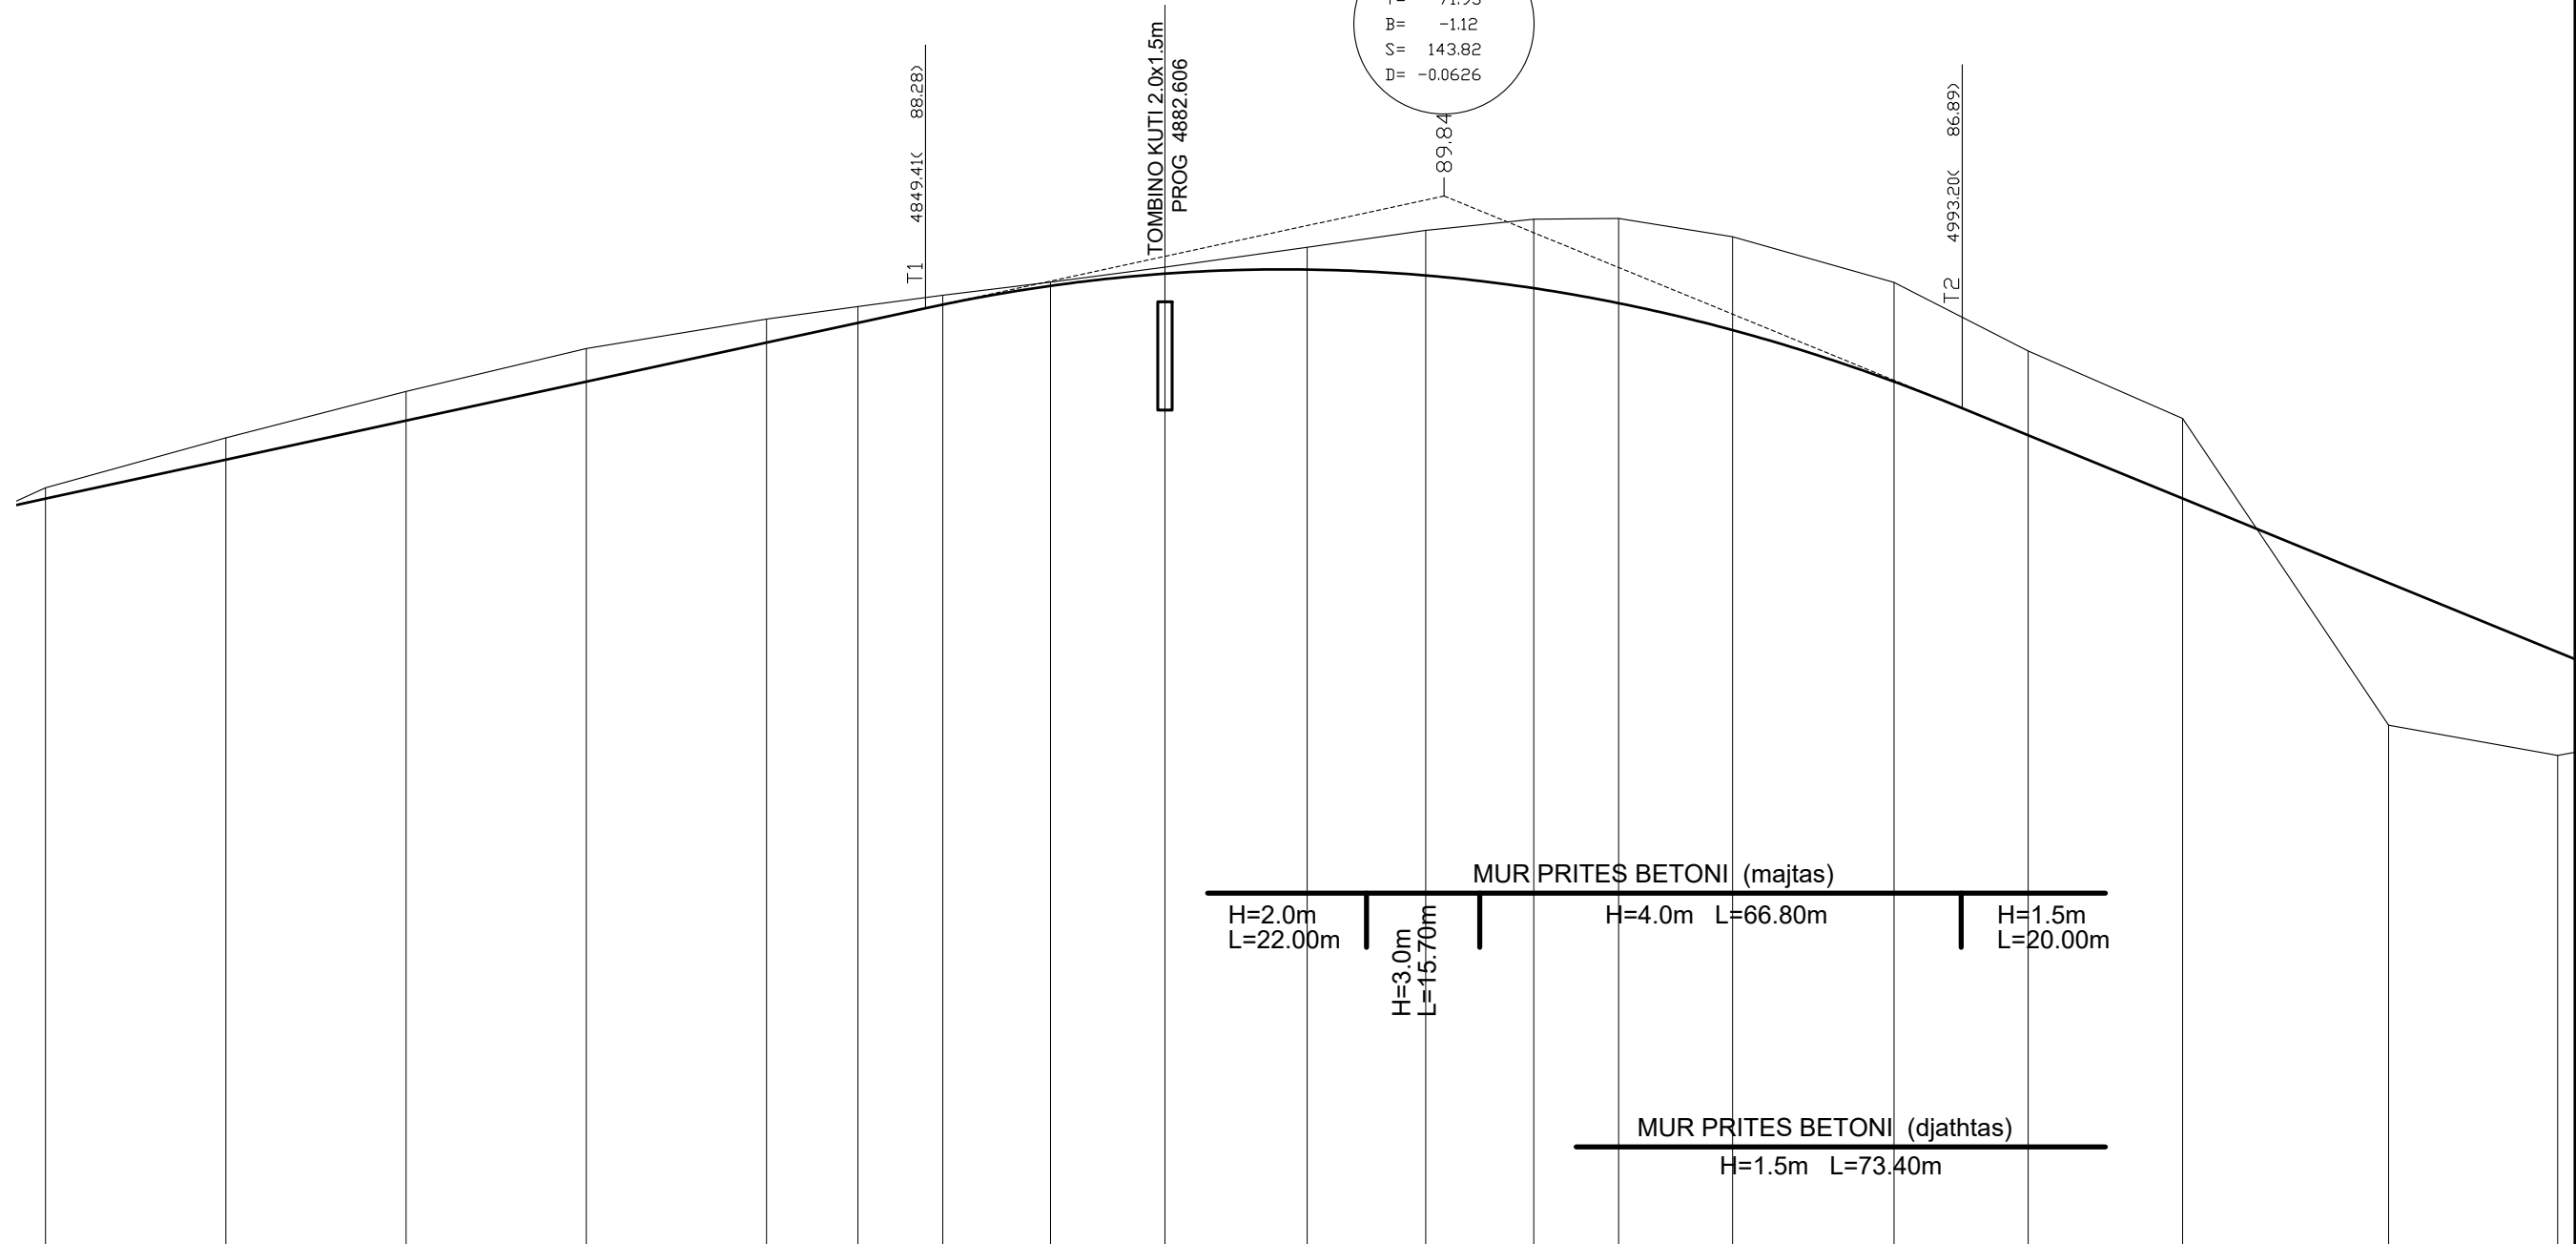 B= -1.12
S= 143.82
D= -0.0626
89.84
T1 4849.41( 88.28)
TOMBINO KUTI 2.0x1.5m
PROG 4882.606
T2 4993.20( 86.89)
MUR PRITES BETONI (majtas)
H=2.0m
L=22.00m
H=3.0m
L=15.70m
H=4.0m L=66.80m
H=1.5m
L=20.00m
MUR PRITES BETONI (djathtas)
H=1.5m L=73.40m